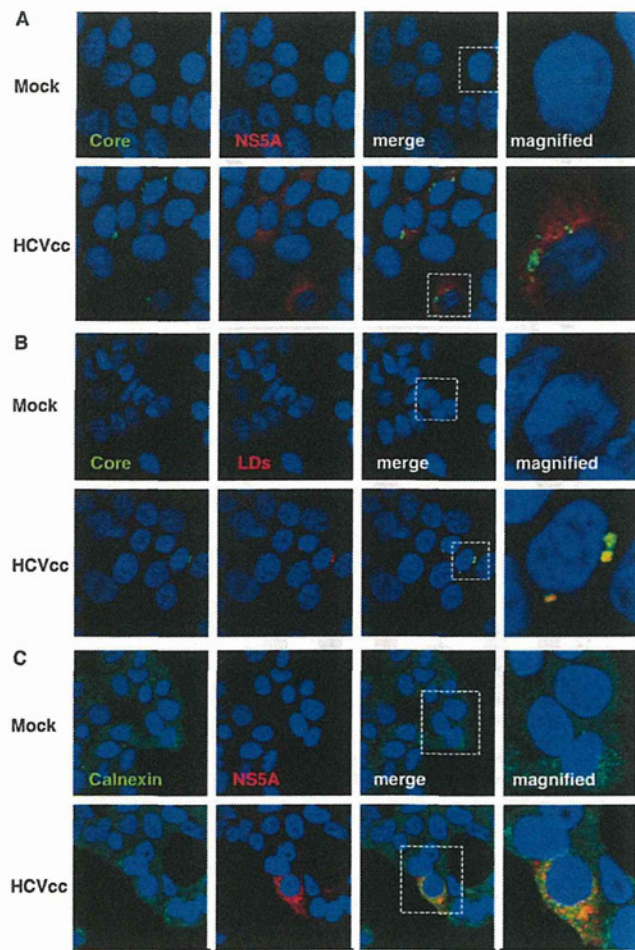 A
Mock
Core
NS5A
merge
magnified
HCVcc
B
Mock
Core
LDs
merge
magnified
HCVcc
C
Mock
Calnexin
NS5A
merge
magnified
HCVcc